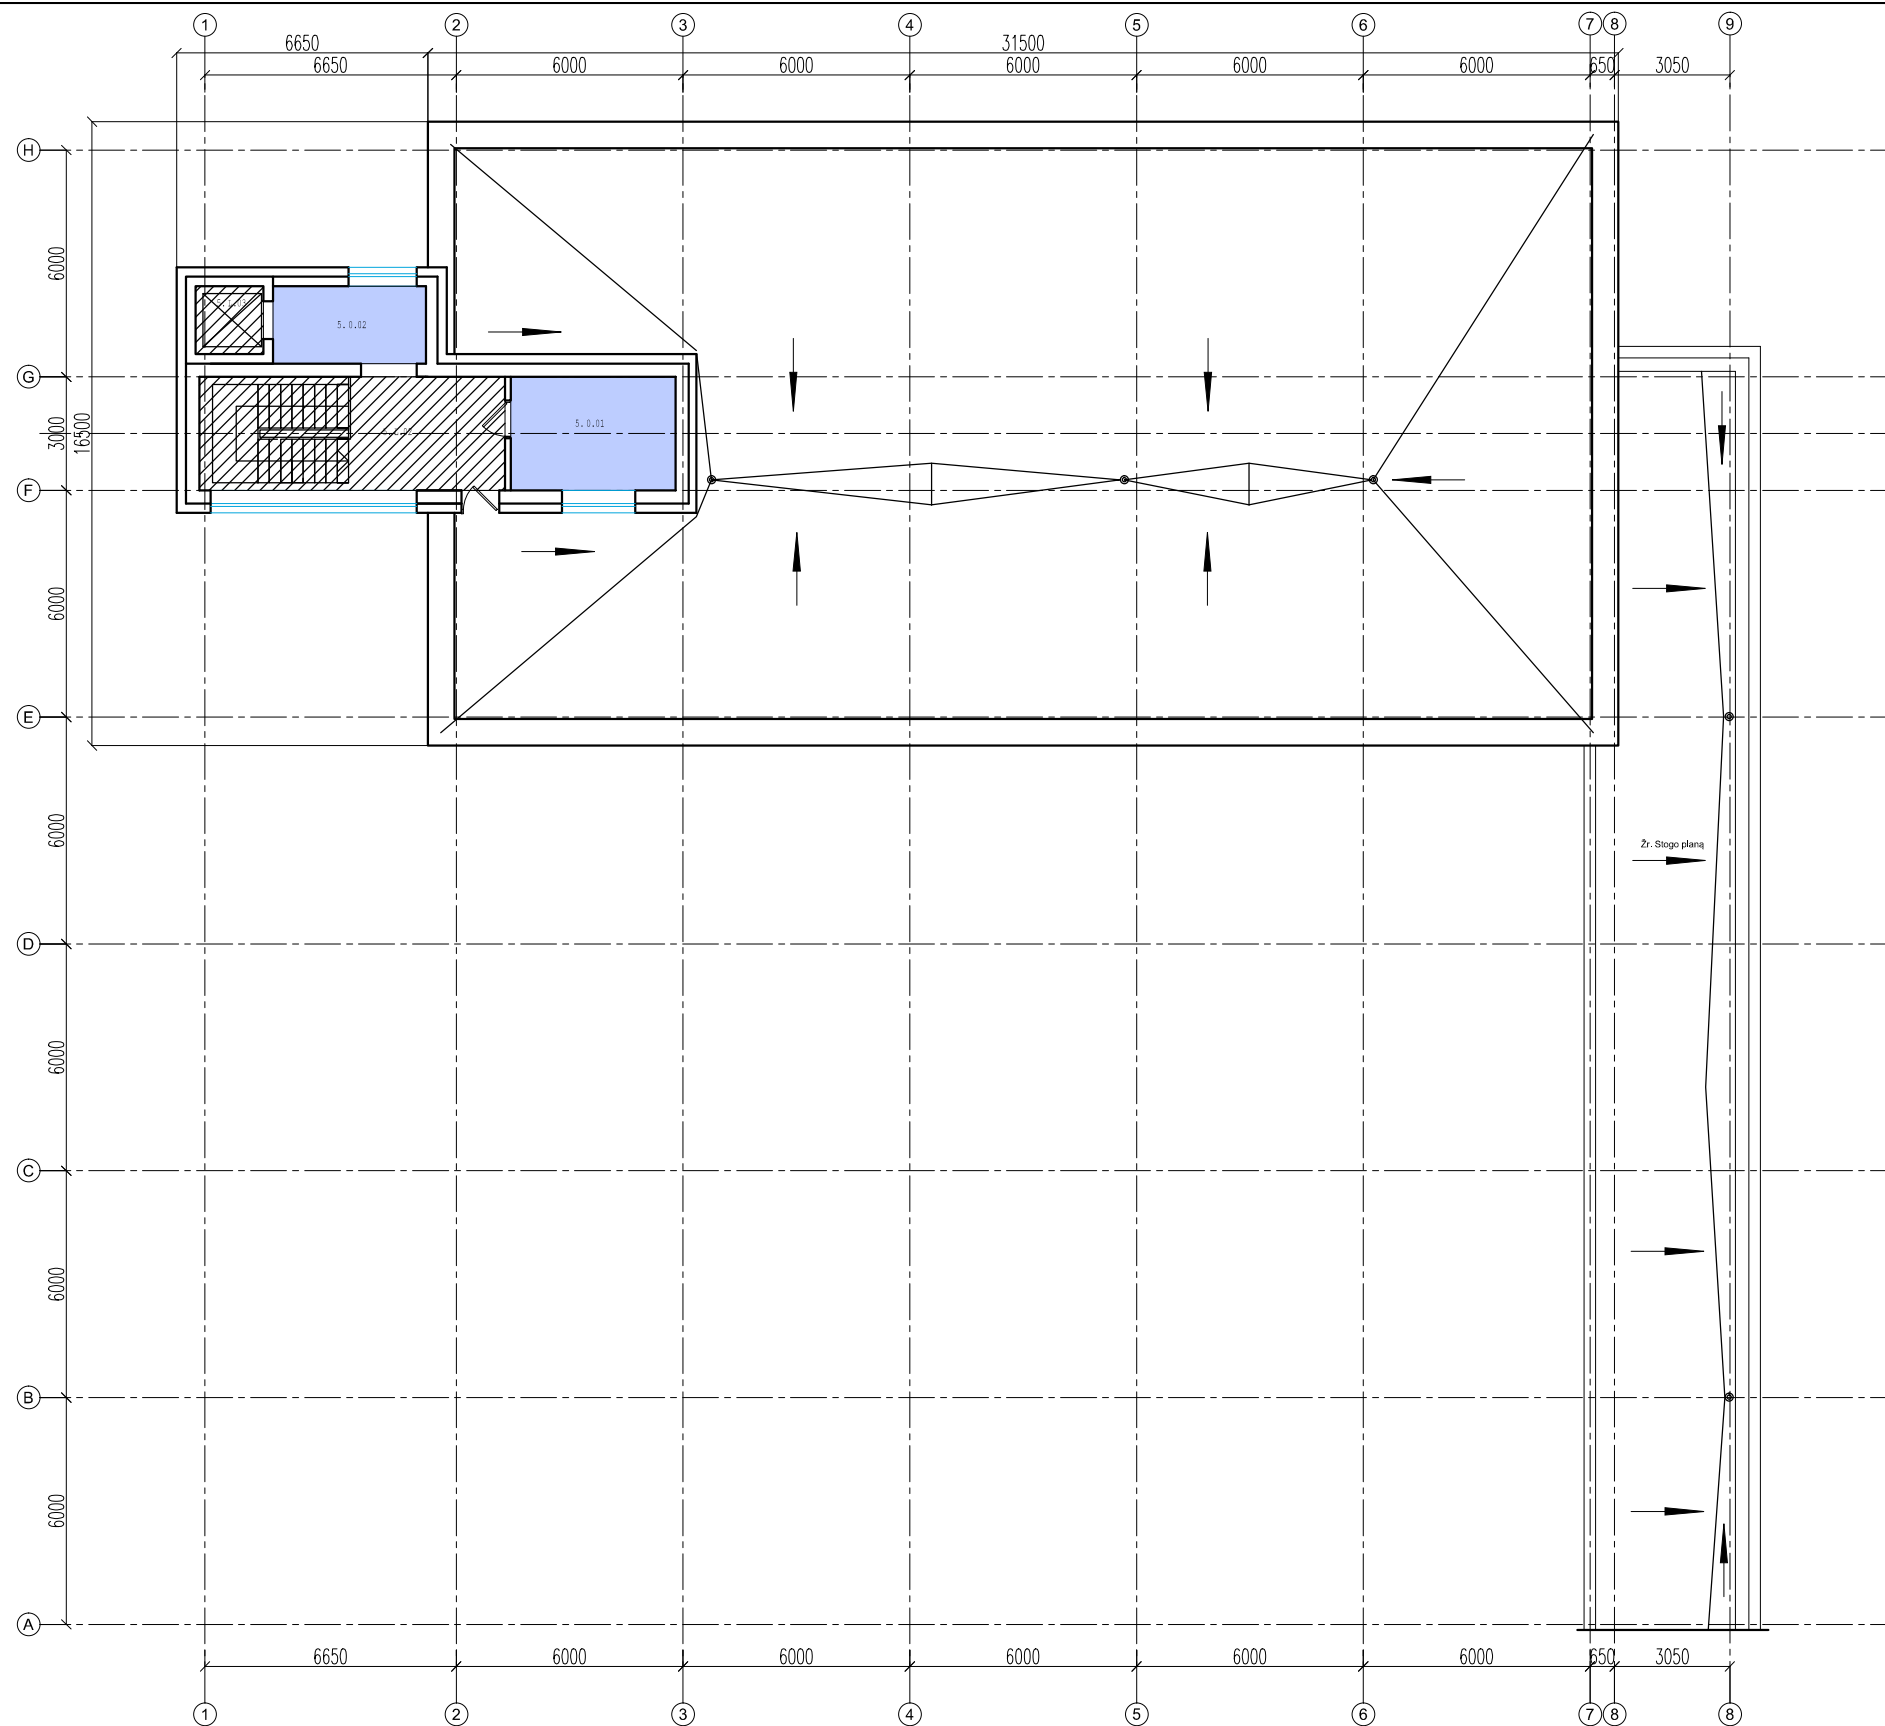 1 2 3 4 5 6 7 8 9
6650 31500
6650 6000 6000 6000 6000 6000 650 3050
H
6000
5.0.02
G
3000
16500
5.0.01
F
6000
E
6000
Žr. Stogo planą
D
6000
C
6000
B
6000
A
6650 6000 6000 6000 6000 6000 650 3050
1 2 3 4 5 6 7 8 8